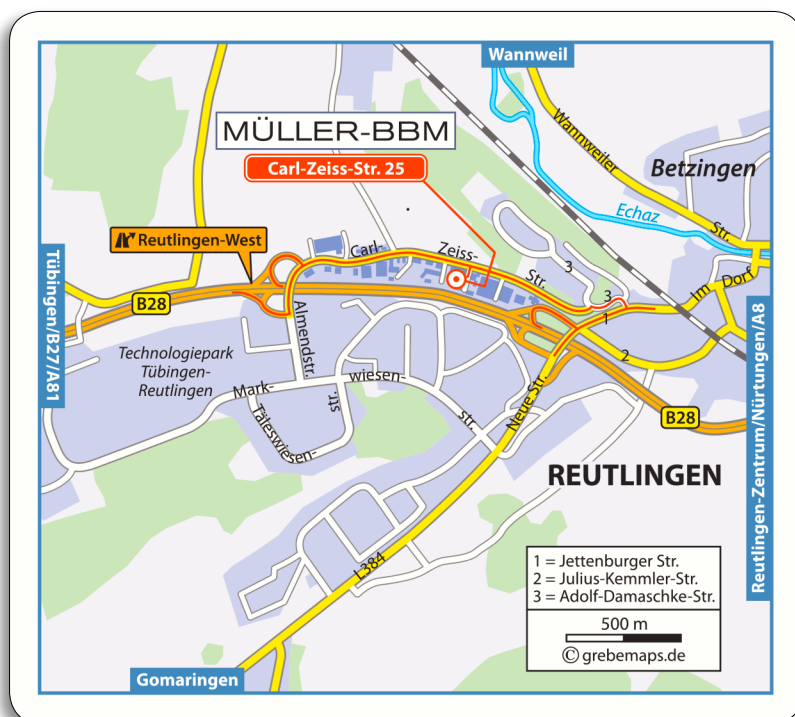 Wannweil
MÜLLER-BBM
Carl-Zeiss-Str. 25
Wannweiler
Str.
Betzingen
Echaz
Reutlingen-West
Carl-
Zeiss-
Str.
3
3
1
2
Im Dorf
Tübingen/B27/A81
B28
Almendstr.
Technologiepark
Tübingen-
Reutlingen
Mark-
wiesen-
str.
Täleswiesen-
str.
Neue Str.
B28
REUTLINGEN
Reutlingen-Zentrum/Nürtungen/A8
L384
1 = Jettenburger Str.
2 = Julius-Kemmler-Str.
3 = Adolf-Damaschke-Str.
500 m
© grebemaps.de
Gomaringen